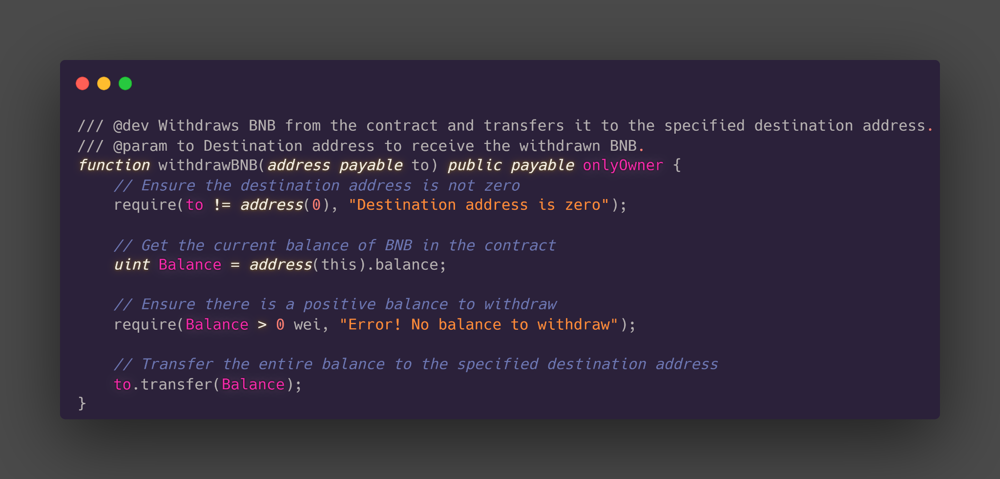 /// @dev Withdraws BNB from the contract and transfers it to the specified destination address.
/// @param to Destination address to receive the withdrawn BNB.
function withdrawBNB(address payable to) public payable onlyOwner {
    // Ensure the destination address is not zero
    require(to != address(0), "Destination address is zero");

    // Get the current balance of BNB in the contract
    uint Balance = address(this).balance;

    // Ensure there is a positive balance to withdraw
    require(Balance > 0 wei, "Error! No balance to withdraw");

    // Transfer the entire balance to the specified destination address
    to.transfer(Balance);
}